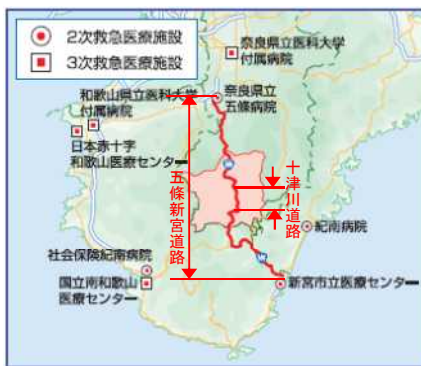 2次救急医療施設
3次救急医療施設
奈良県立医科大学
付属病院
和歌山県立医科大学
付属病院
奈良県立
五條病院
日本赤十字
和歌山医療センター
五條新宮道路
十津川道路
紀南病院
社会保険紀南病院
国立南和歌山
医療センター
新宮市立医療センター